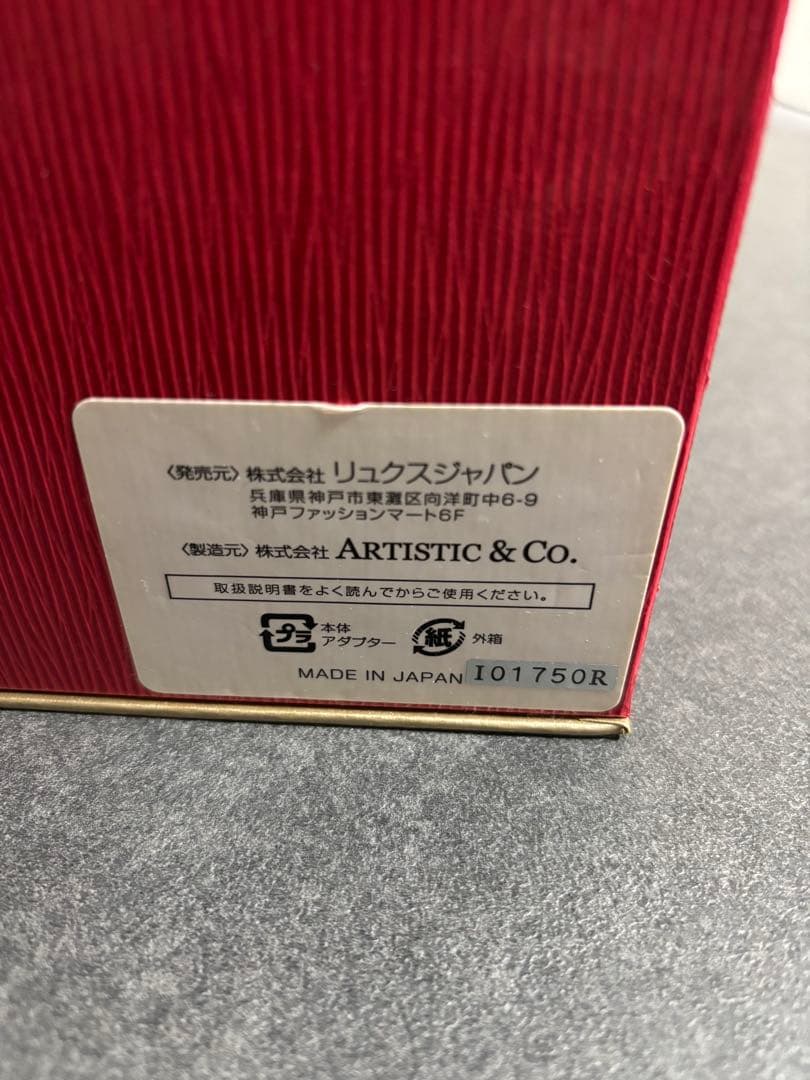 〈発売元〉株式会社 リュクスジャパン
兵庫県神戸市東灘区向洋町中6-9
神戸ファッションマート6F
〈製造元〉株式会社 ARTISTIC & CO.
取扱説明書をよく読んでからご使用ください。
プラ 本体 アダプター 紙 外箱
MADE IN JAPAN I01750R